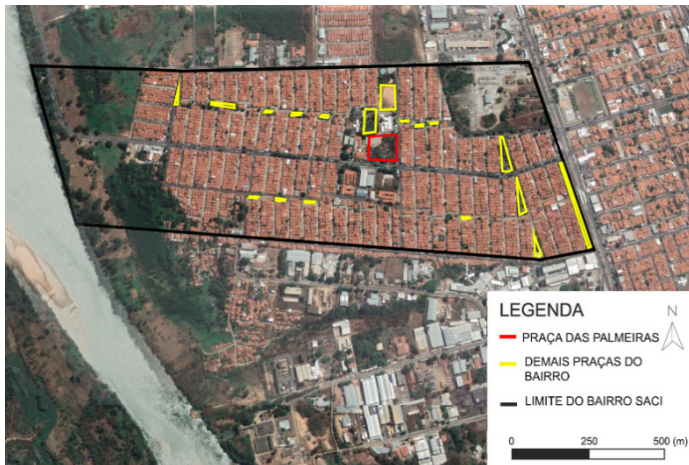 LEGENDA
N
PRAÇA DAS PALMEIRAS
DEMAIS PRAÇAS DO
BAIRRO
LIMITE DO BAIRRO SACI
0 250 500 (m)